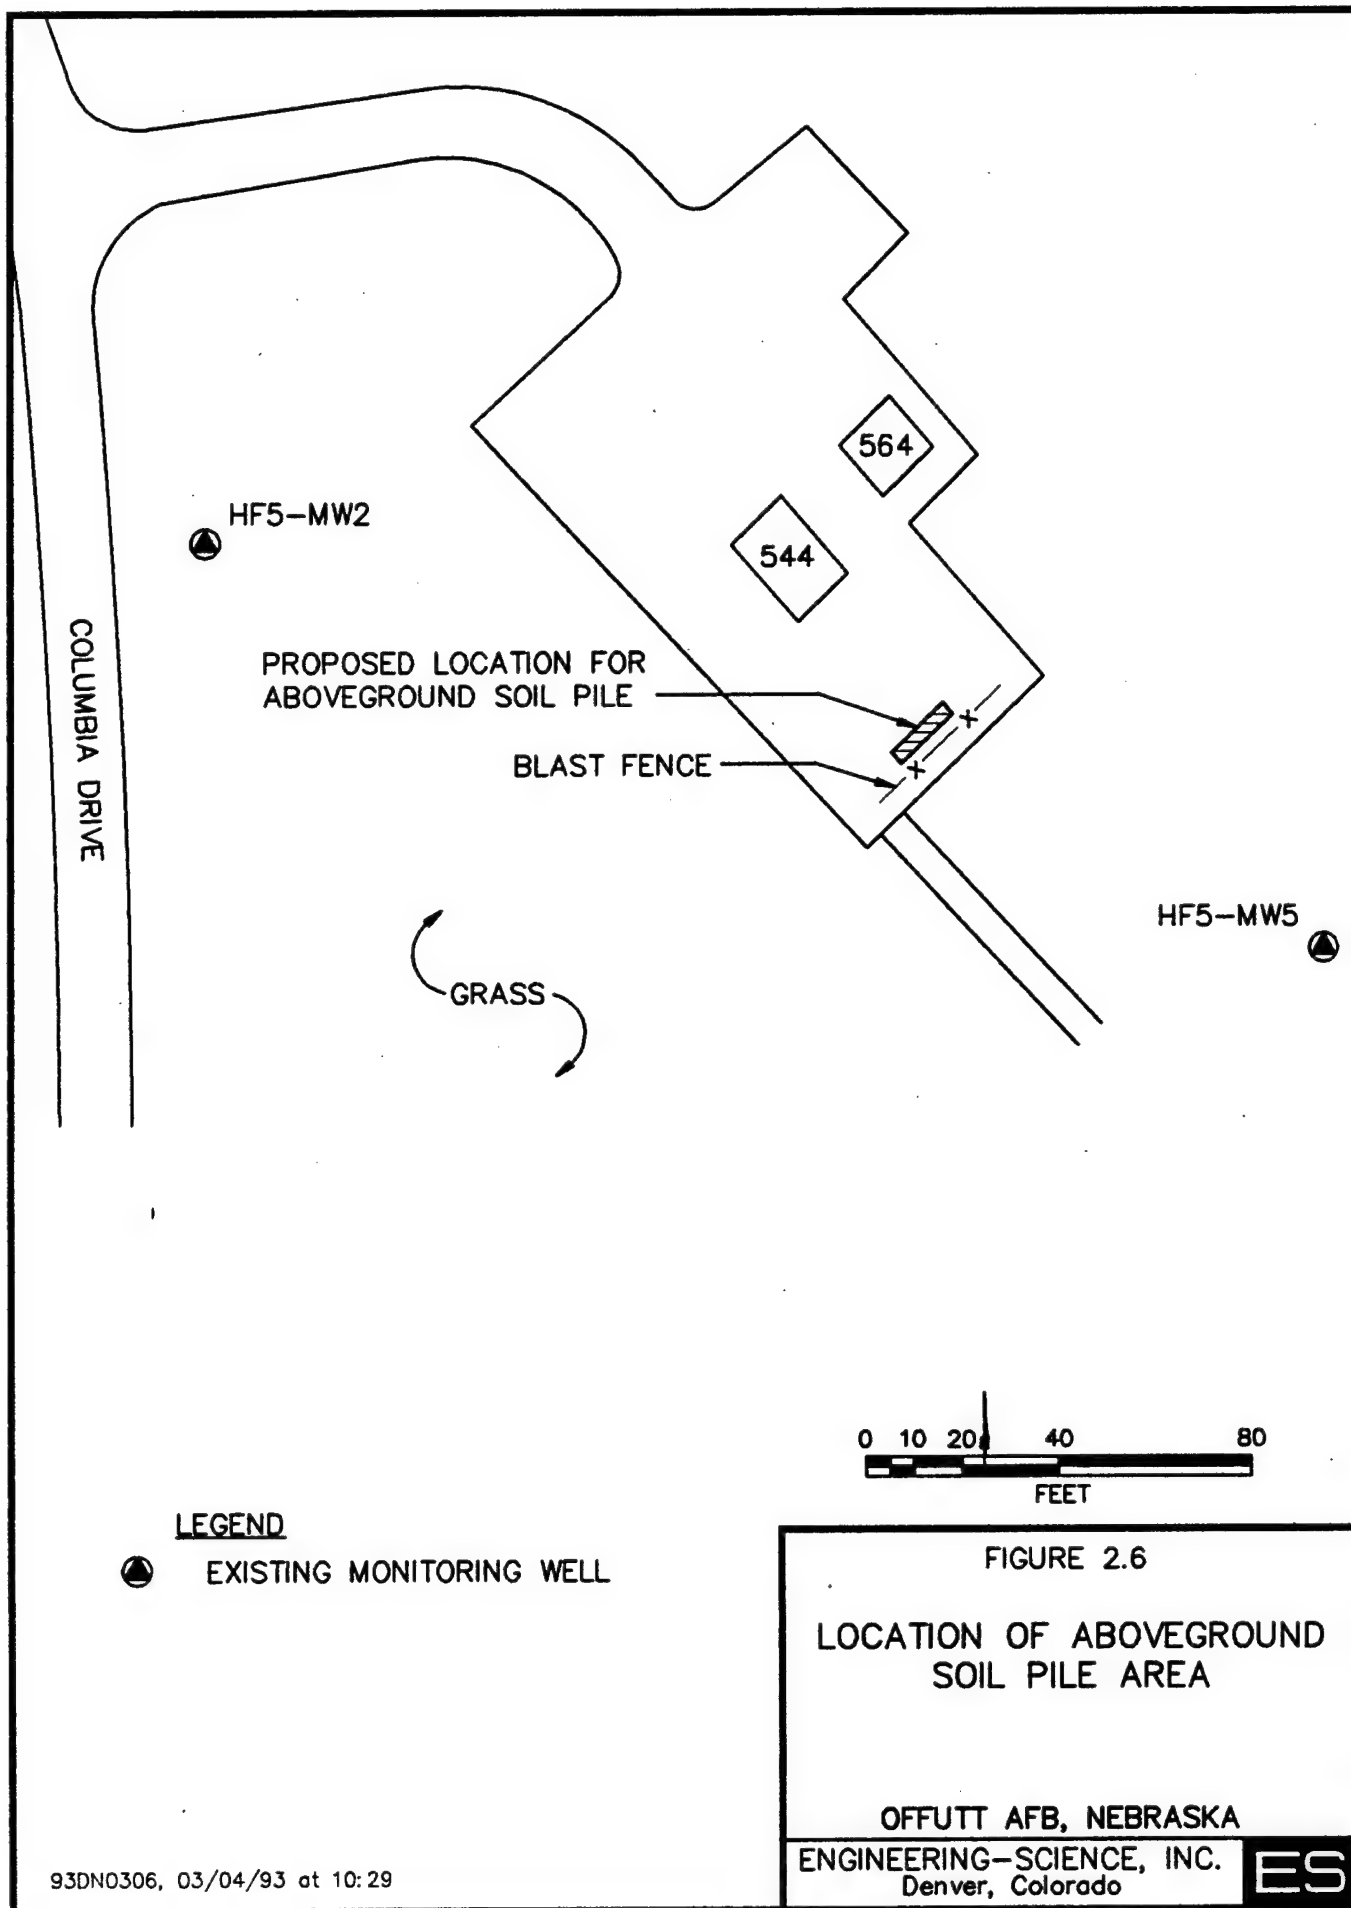 564
HF5-MW2
544
COLUMBIA DRIVE
PROPOSED LOCATION FOR
ABOVEGROUND SOIL PILE
BLAST FENCE
HF5-MW5
GRASS
0 10 20 40 80
FEET
LEGEND
EXISTING MONITORING WELL
FIGURE 2.6
LOCATION OF ABOVEGROUND
SOIL PILE AREA
OFFUTT AFB, NEBRASKA
ENGINEERING-SCIENCE, INC.
Denver, Colorado
ES
93DN0306, 03/04/93 at 10:29